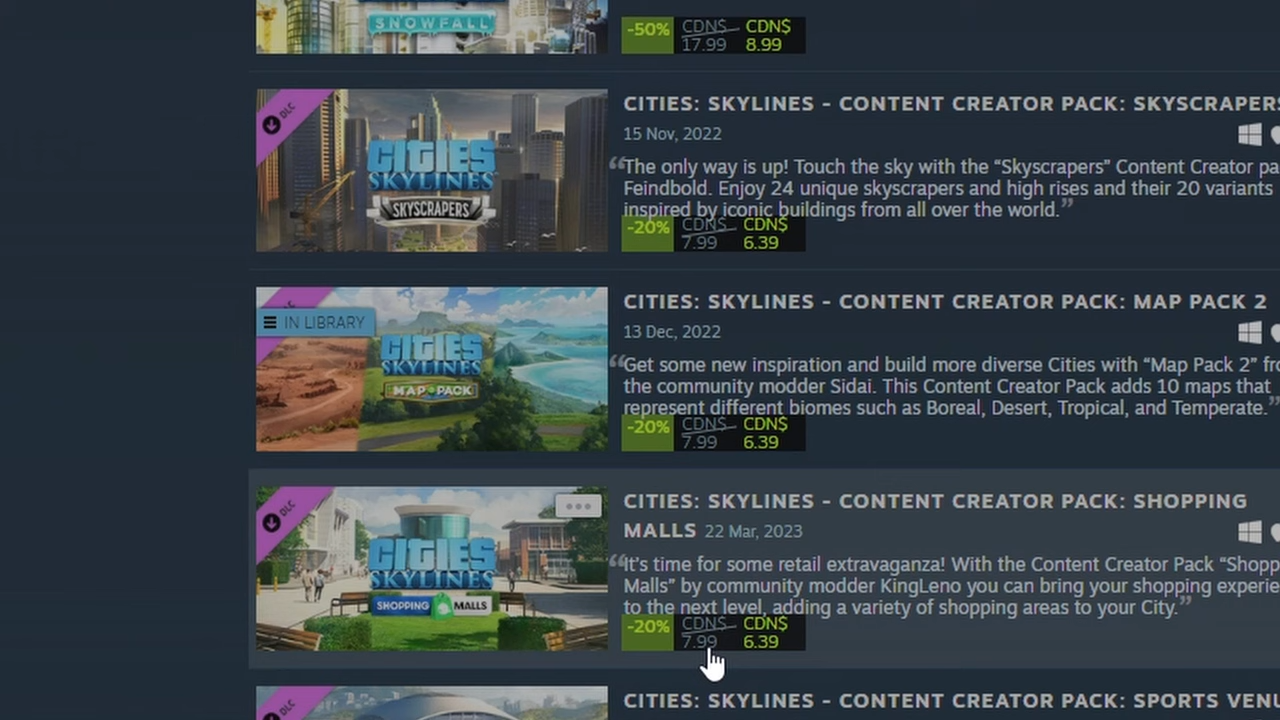 SNOWFALL
-50%
CDN$
17.99
CDN$
8.99
DLC
CITIES
SKYLINES
SKYSCRAPERS
CITIES: SKYLINES - CONTENT CREATOR PACK: SKYSCRAPERS
15 Nov, 2022
“The only way is up! Touch the sky with the “Skyscrapers” Content Creator pa
Feindbold. Enjoy 24 unique skyscrapers and high rises and their 20 variants
inspired by iconic buildings from all over the world.”
-20%
CDN$
7.99
CDN$
6.39
IN LIBRARY
CITIES
SKYLINES
MAP PACK
CITIES: SKYLINES - CONTENT CREATOR PACK: MAP PACK 2
13 Dec, 2022
“Get some new inspiration and build more diverse Cities with “Map Pack 2” fro
the community modder Sidai. This Content Creator Pack adds 10 maps that
represent different biomes such as Boreal, Desert, Tropical, and Temperate.”
-20%
CDN$
7.99
CDN$
6.39
DLC
CITIES
SKYLINES
SHOPPING MALLS
CITIES: SKYLINES - CONTENT CREATOR PACK: SHOPPING
MALLS 22 Mar, 2023
“It's time for some retail extravaganza! With the Content Creator Pack “Shopp
Malls” by community modder KingLeno you can bring your shopping experie
to the next level, adding a variety of shopping areas to your City.”
-20%
CDN$
7.99
CDN$
6.39
DLC
CITIES: SKYLINES - CONTENT CREATOR PACK: SPORTS VENU